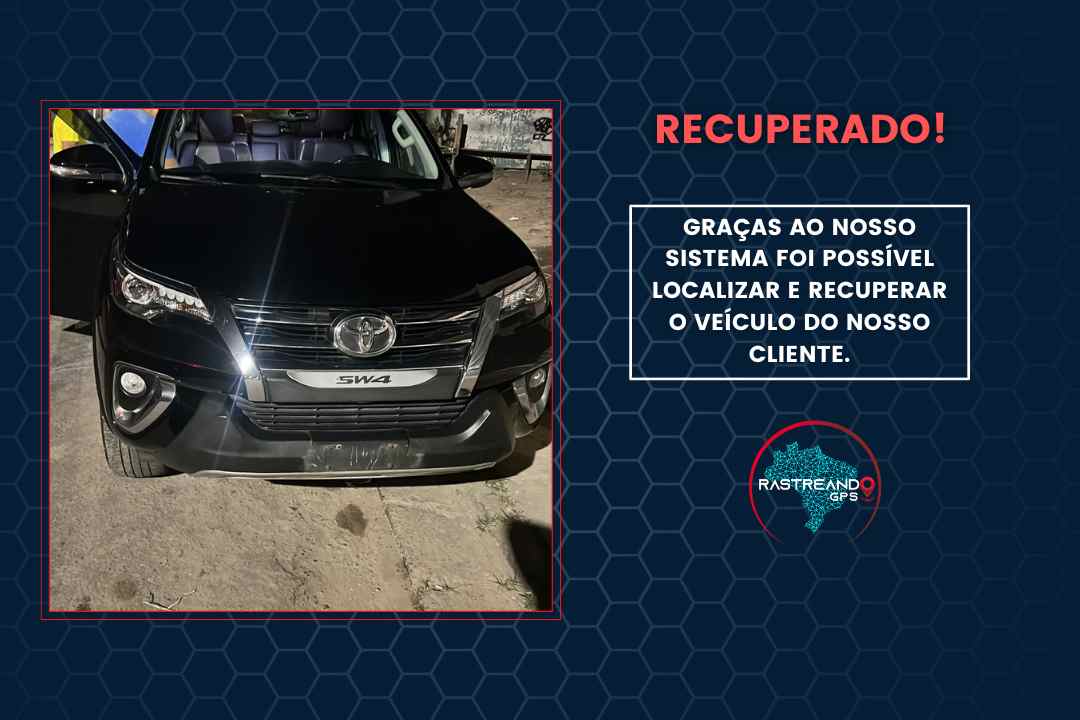 RECUPERADO!
GRAÇAS AO NOSSO
SISTEMA FOI POSSÍVEL
LOCALIZAR E RECUPERAR
O VEÍCULO DO NOSSO
CLIENTE.
SW4
RASTREANDO
GPS